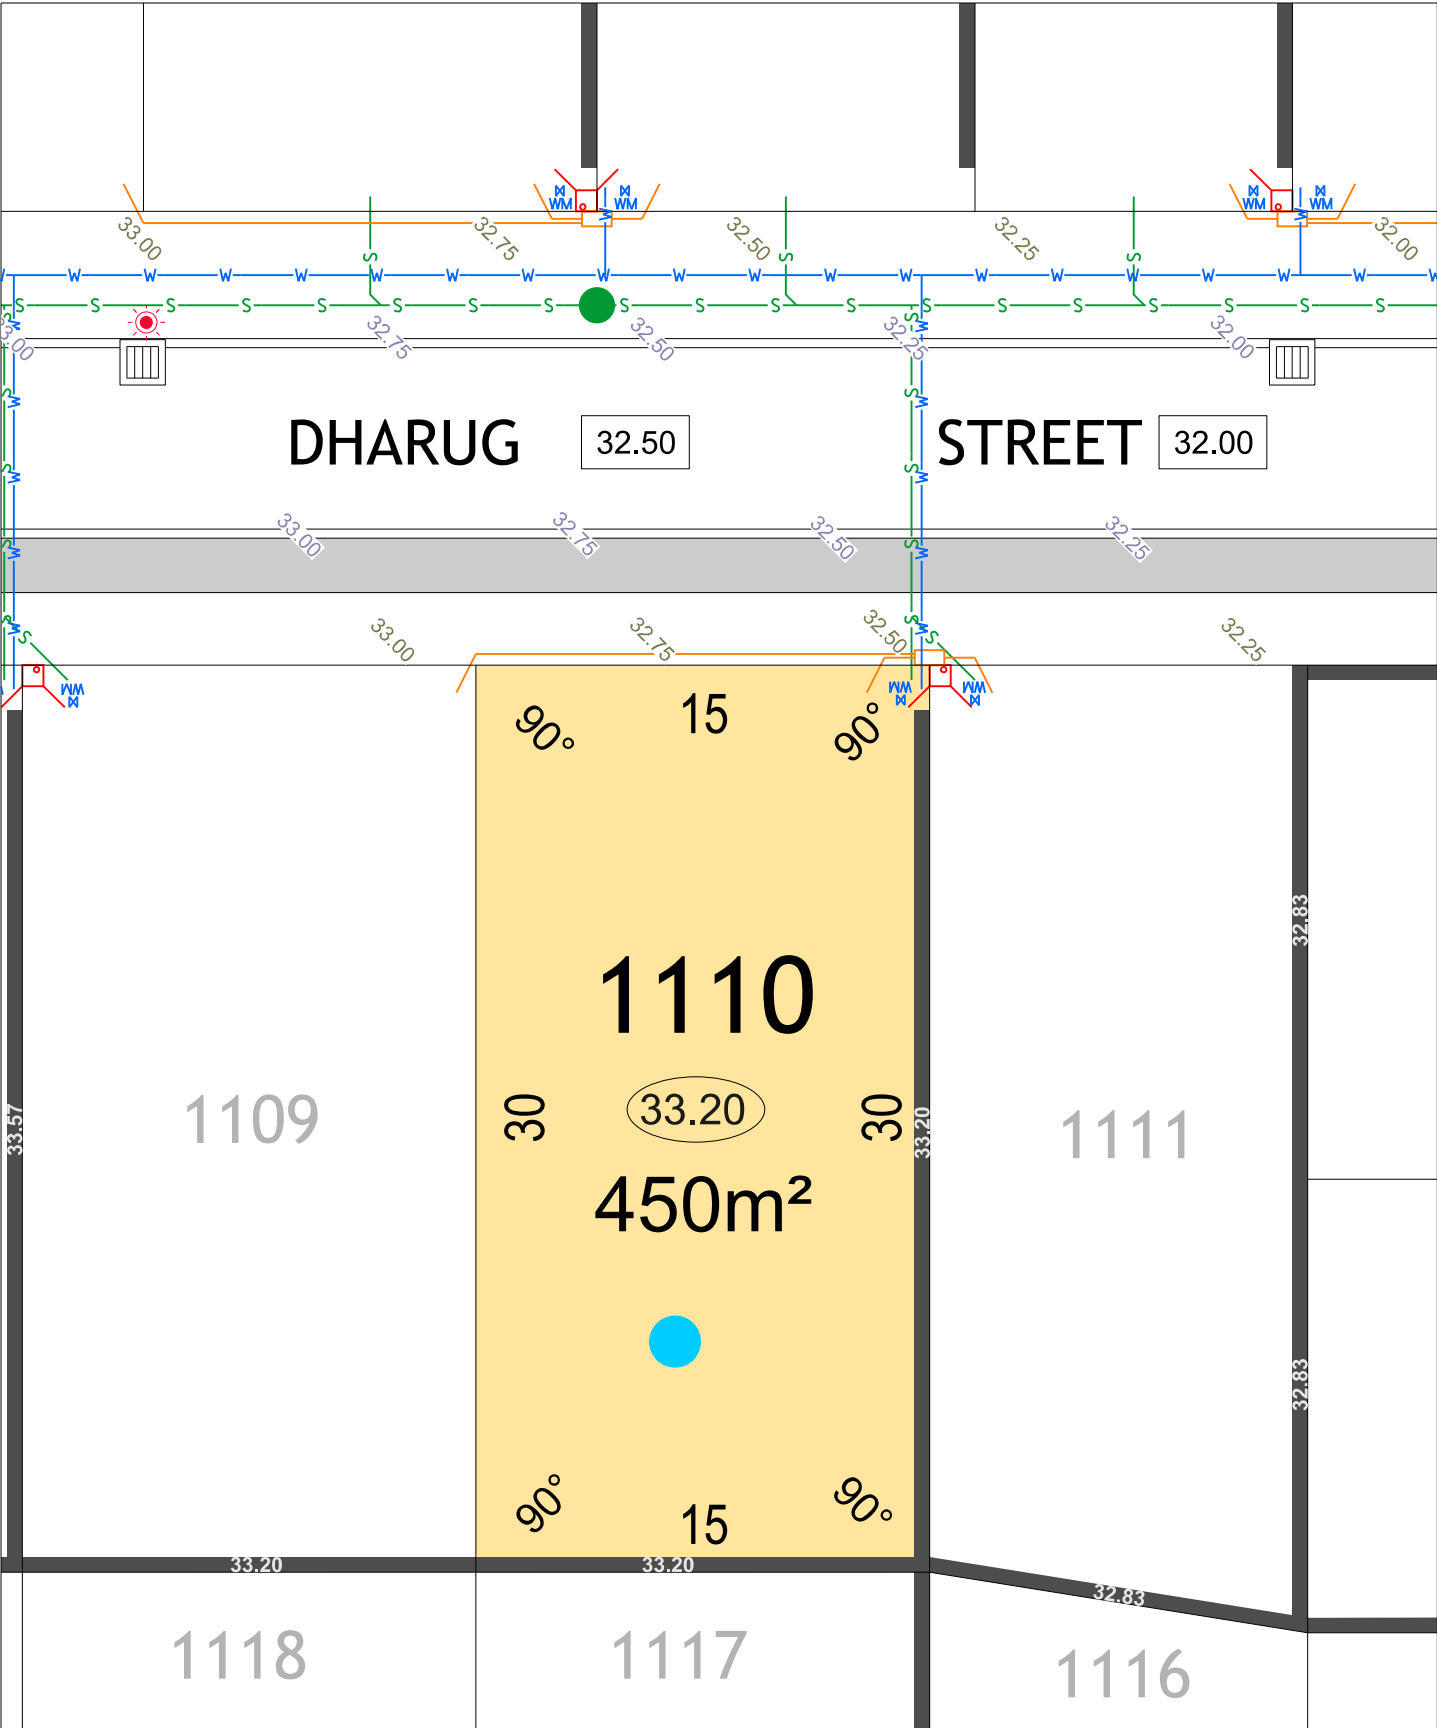 WM WM WM WM
33.00 32.75 32.50 32.25 32.00
W W W W W W W W W W W W W W W W W W W
S S S S S S S S S S S S S S S S S S S
33.00 32.75 32.50 32.25 32.00
DHARUG 32.50 STREET 32.00
33.00 32.75 32.50 32.25
33.00 32.75 32.50 32.25
WM WM WM
90° 15 90°
32.83
1110
1109 30 33.20 30 1111
33.57 33.20
450m²
32.83
90° 15 90°
33.20 33.20 32.83
1118 1117 1116